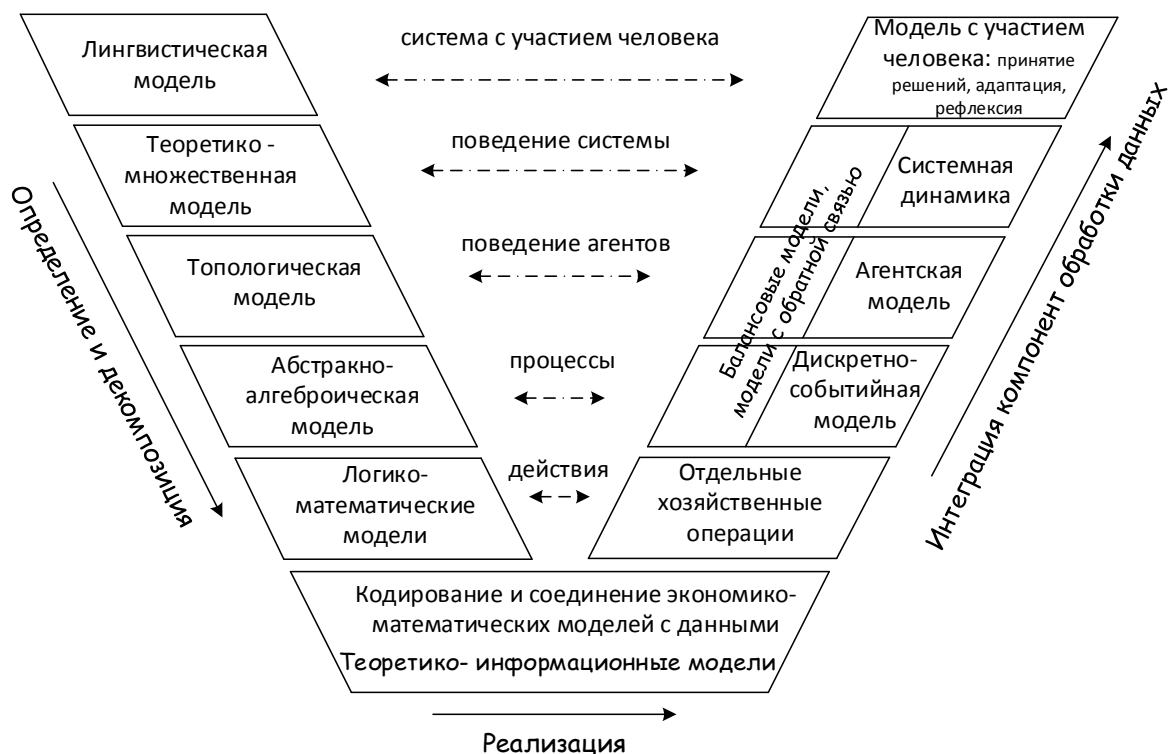 Лингвистическая
модель
система с участием человека
Модель с участием
человека: принятие
решений, адаптация,
рефлексия
Теоретико -
множественная
модель
поведение системы
Системная
динамика
Топологическая
модель
поведение агентов
Агентская
модель
Балансовые модели,
модели с обратной связью
Абстракно-
алгеброическая
модель
процессы
Дискретно-
событийная
модель
Логико-
математические
модели
действия
Отдельные
хозяйственные
операции
Кодирование и соединение экономико-
математических моделей с данными
Теоретико- информационные модели
Определение и декомпозиция
Интеграция компонент обработки данных
Реализация